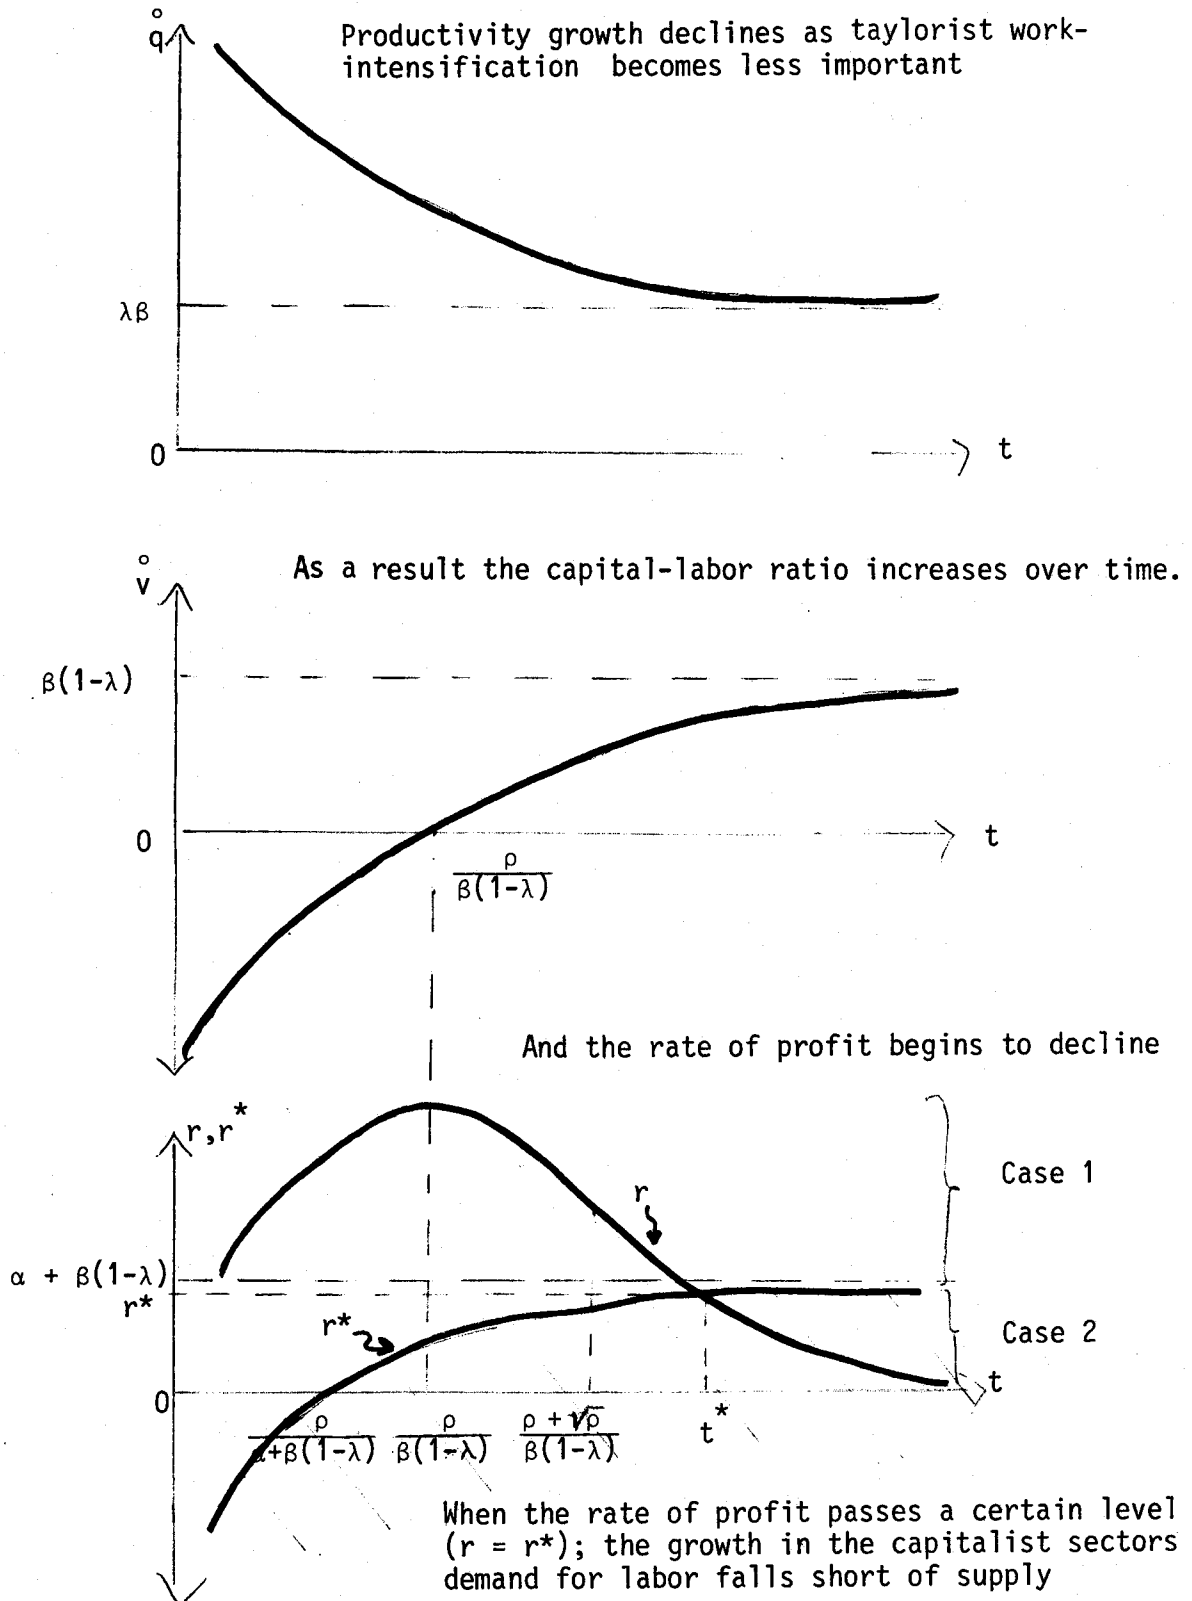 q̊
Productivity growth declines as taylorist work-
intensification becomes less important
λβ
0
t
v̊
As a result the capital-labor ratio increases over time.
β(1-λ)
0
t
ρ
β(1-λ)
And the rate of profit begins to decline
r,r*
Case 1
r
α + β(1-λ)
r*
r*
Case 2
0
t
ρ
α+β(1-λ)
ρ
β(1-λ)
ρ + √ρ
β(1-λ)
t*
When the rate of profit passes a certain level
(r = r*); the growth in the capitalist sectors
demand for labor falls short of supply